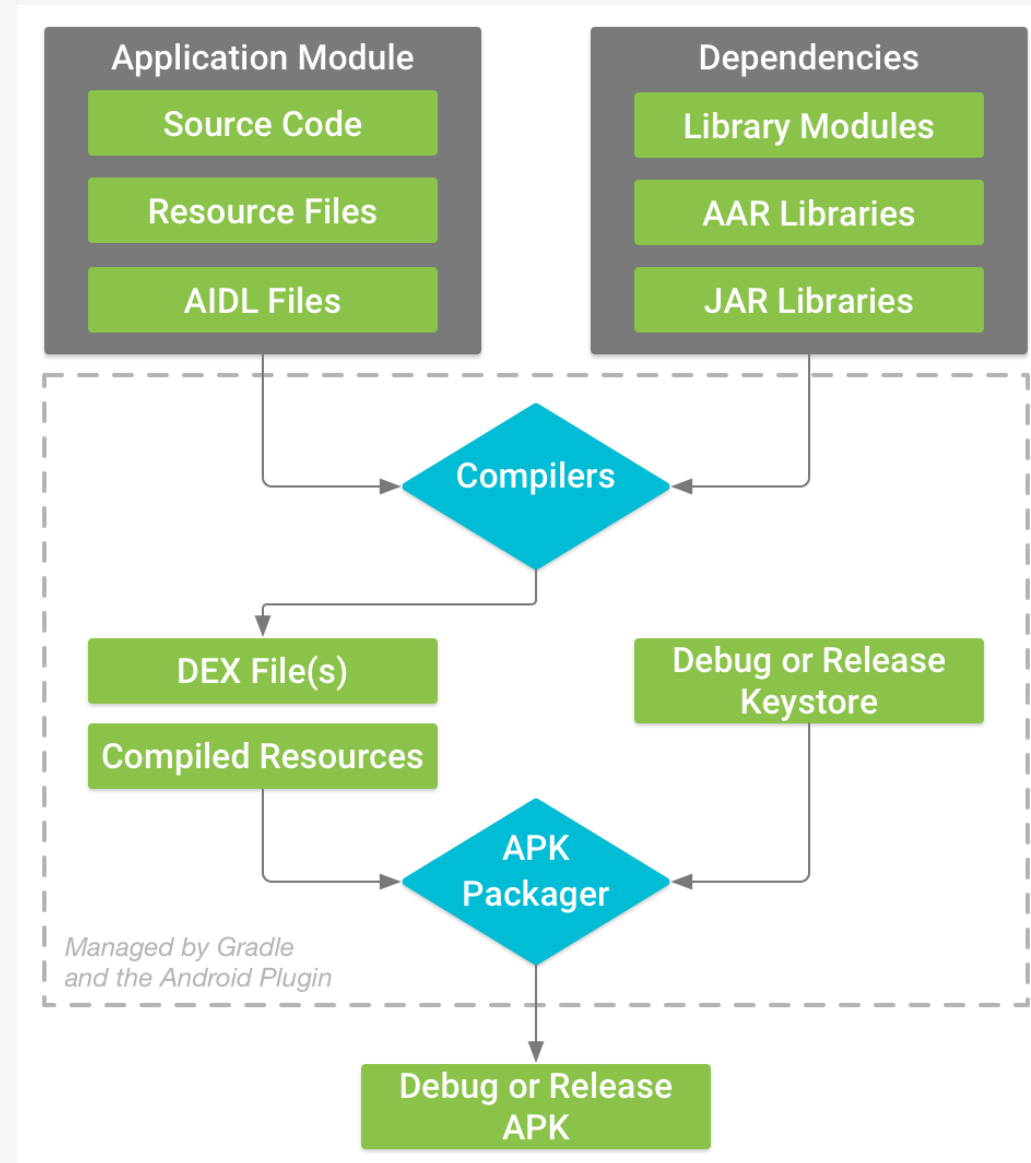 Application Module
Source Code
Resource Files
AIDL Files
Dependencies
Library Modules
AAR Libraries
JAR Libraries
Compilers
DEX File(s)
Compiled Resources
Debug or Release
Keystore
APK
Packager
Managed by Gradle
and the Android Plugin
Debug or Release
APK